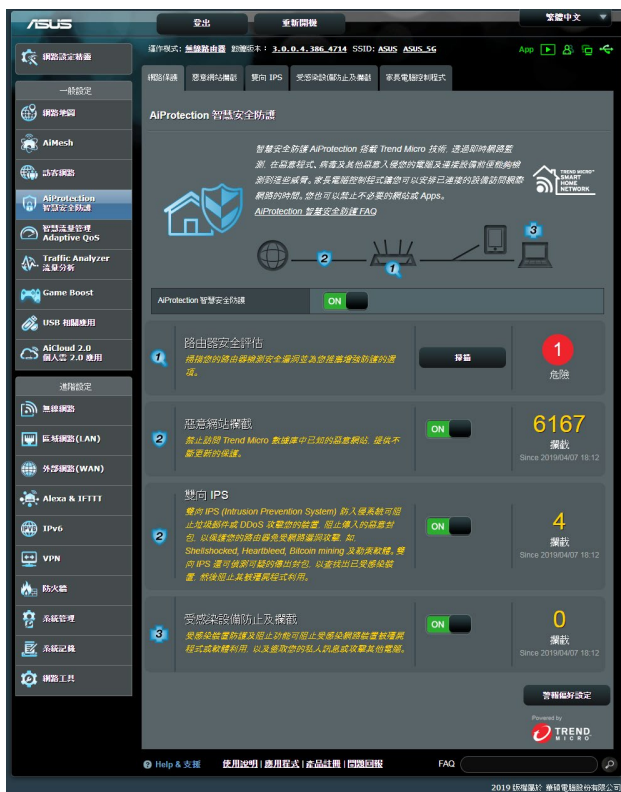 ASUS
登出
重新開機
繁體中文
網路設定精靈
運作模式: 無線路由器 韌體版本: 3.0.0.4.386_4714 SSID: ASUS ASUS_5G
App
網路保護
惡意網站攔截
雙向 IPS
受感染設備防止及攔截
家長電腦控制程式
一般設定
網路地圖
AiMesh
訪客網路
AiProtection
智慧安全防護
智慧流量管理
Adaptive QoS
Traffic Analyzer
流量分析
Game Boost
USB 相關應用
AiCloud 2.0
個人雲 2.0 應用
進階設定
無線網路
區域網路(LAN)
外部網路(WAN)
Alexa & IFTTT
IPv6
VPN
防火牆
系統管理
系統記錄
網路工具
AiProtection 智慧安全防護
智慧安全防護 AiProtection 搭載 Trend Micro 技術, 透過即時網路監
測, 在惡意程式、病毒及其他惡意入侵您的電腦及連接設備前便能夠檢
測到這些威脅。家長電腦控制程式讓您可以安排已連接的設備訪問網際
網路的時間。您也可以禁止不必要的網站或 Apps。
AiProtection 智慧安全防護 FAQ
TREND MICRO
SMART
HOME
NETWORK
3
2
1
AiProtection 智慧安全防護
ON
1
路由器安全評估
掃描您的路由器檢測安全漏洞並為您推薦增強防護的選
項。
掃描
1
危險
2
惡意網站攔截
禁止訪問 Trend Micro 數據庫中已知的惡意網站, 提供不
斷更新的保護。
ON
6167
攔截
Since 2019/04/07 18:12
2
雙向 IPS
雙向 IPS (Intrusion Prevention System) 防入侵系統可阻
止垃圾郵件或 DDoS 攻擊您的裝置, 阻止傳入的惡意封
包, 以保護您的路由器免受網路漏洞攻擊, 如,
Shellshocked, Heartbleed, Bitcoin mining 及勒索軟體。雙
向 IPS 還可偵測可疑的傳出封包, 以查找出已受感染裝
置, 然後阻止其被殭屍程式利用。
ON
4
攔截
Since 2019/04/07 18:12
3
受感染設備防止及攔截
受感染裝置防護及阻止功能可阻止受感染網路裝置被殭屍
程式或軟體利用, 以及盜取您的私人訊息或攻擊其他電腦。
ON
0
攔截
Since 2019/04/07 18:12
警報偏好設定
Powered by
TREND
MICRO
Help & 支援
使用說明 | 應用程式 | 產品註冊 | 問題回報
FAQ
2019 版權屬於 華碩電腦股份有限公司